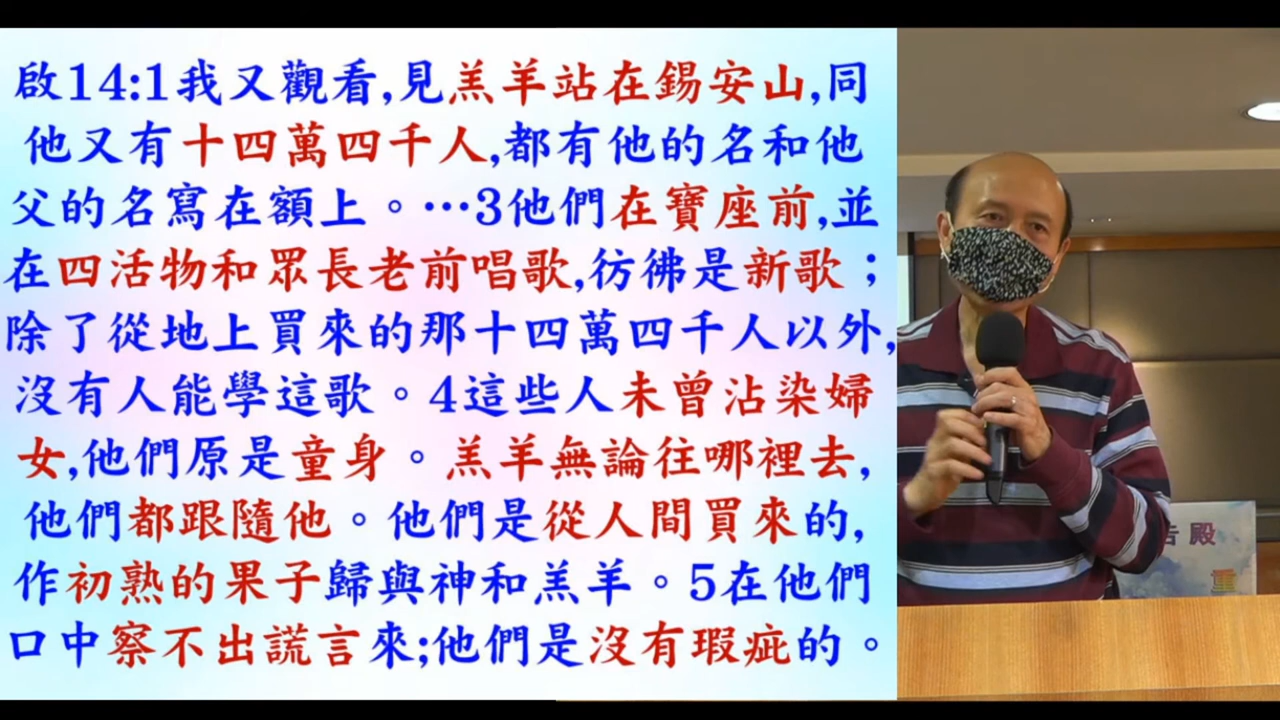 啟14:1我又觀看,見羔羊站在錫安山,同
他又有十四萬四千人,都有他的名和他
父的名寫在額上。…3他們在寶座前,並
在四活物和眾長老前唱歌,彷彿是新歌；
除了從地上買來的那十四萬四千人以外,
沒有人能學這歌。4這些人未曾沾染婦
女,他們原是童身。羔羊無論往哪裡去,
他們都跟隨他。他們是從人間買來的,
作初熟的果子歸與神和羔羊。5在他們
口中察不出謊言來;他們是沒有瑕疵的。
殿